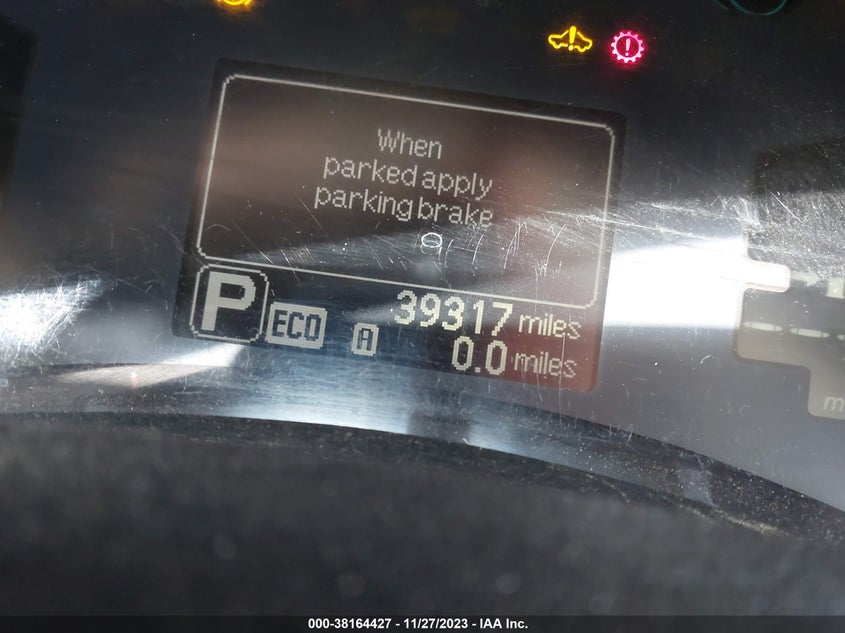 When
parked apply
parking brake
P
ECO
A
39317 miles
0.0 miles
m
000-38164427 - 11/27/2023 - IAA Inc.